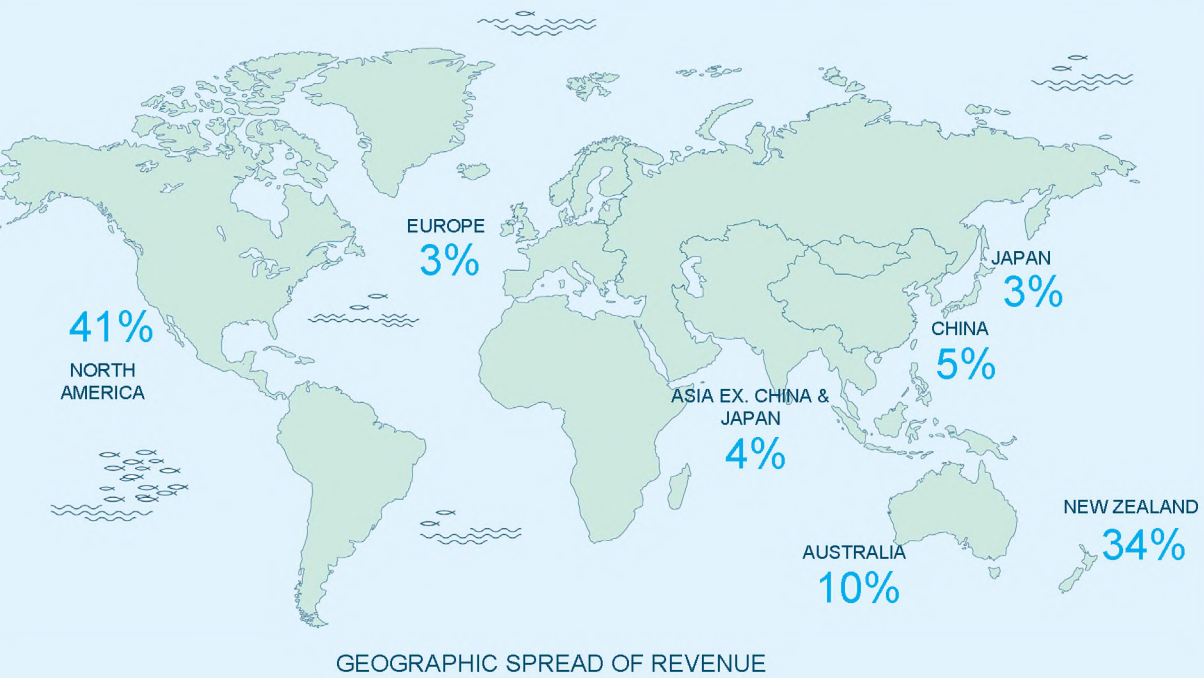 EUROPE
3%
JAPAN
3%
41%
NORTH
AMERICA
CHINA
5%
ASIA EX. CHINA &
JAPAN
4%
NEW ZEALAND
34%
AUSTRALIA
10%
GEOGRAPHIC SPREAD OF REVENUE